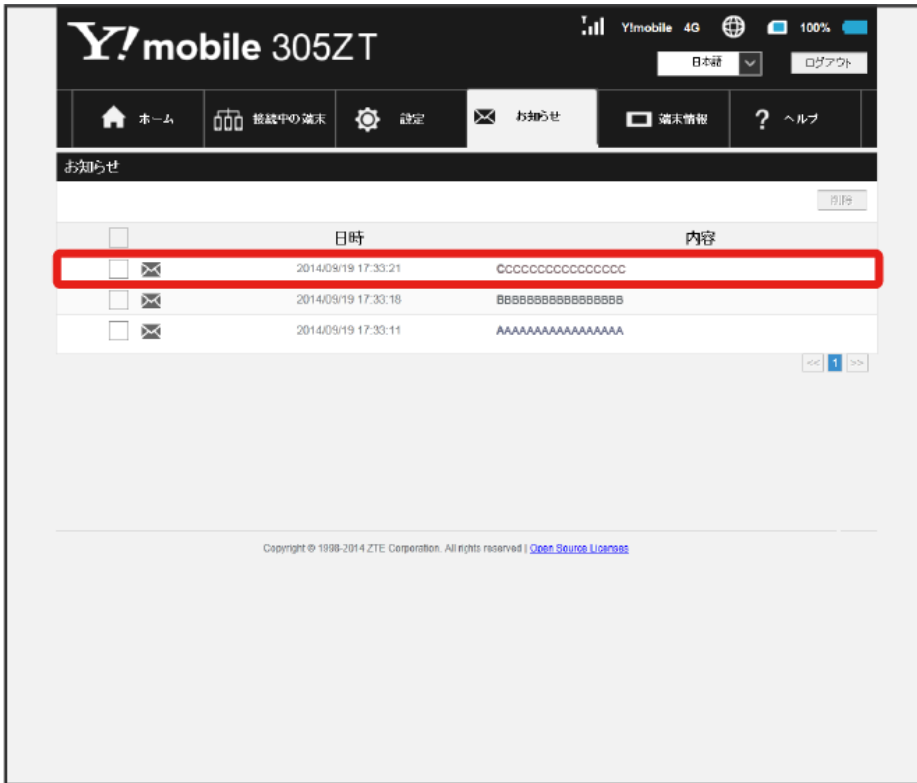 Y! mobile 305ZT
Y!mobile 4G 100%
日本語 ログアウト
ホーム 接続中の端末 設定 お知らせ 端末情報 ? ヘルプ
お知らせ
削除
日時 内容
2014/09/19 17:33:21 CCCCCCCCCCCCCCCCC
2014/09/19 17:33:18 BBBBBBBBBBBBBBBBB
2014/09/19 17:33:11 AAAAAAAAAAAAAAAAA
<< 1 >>
Copyright © 1998-2014 ZTE Corporation. All rights reserved | Open Source Licenses